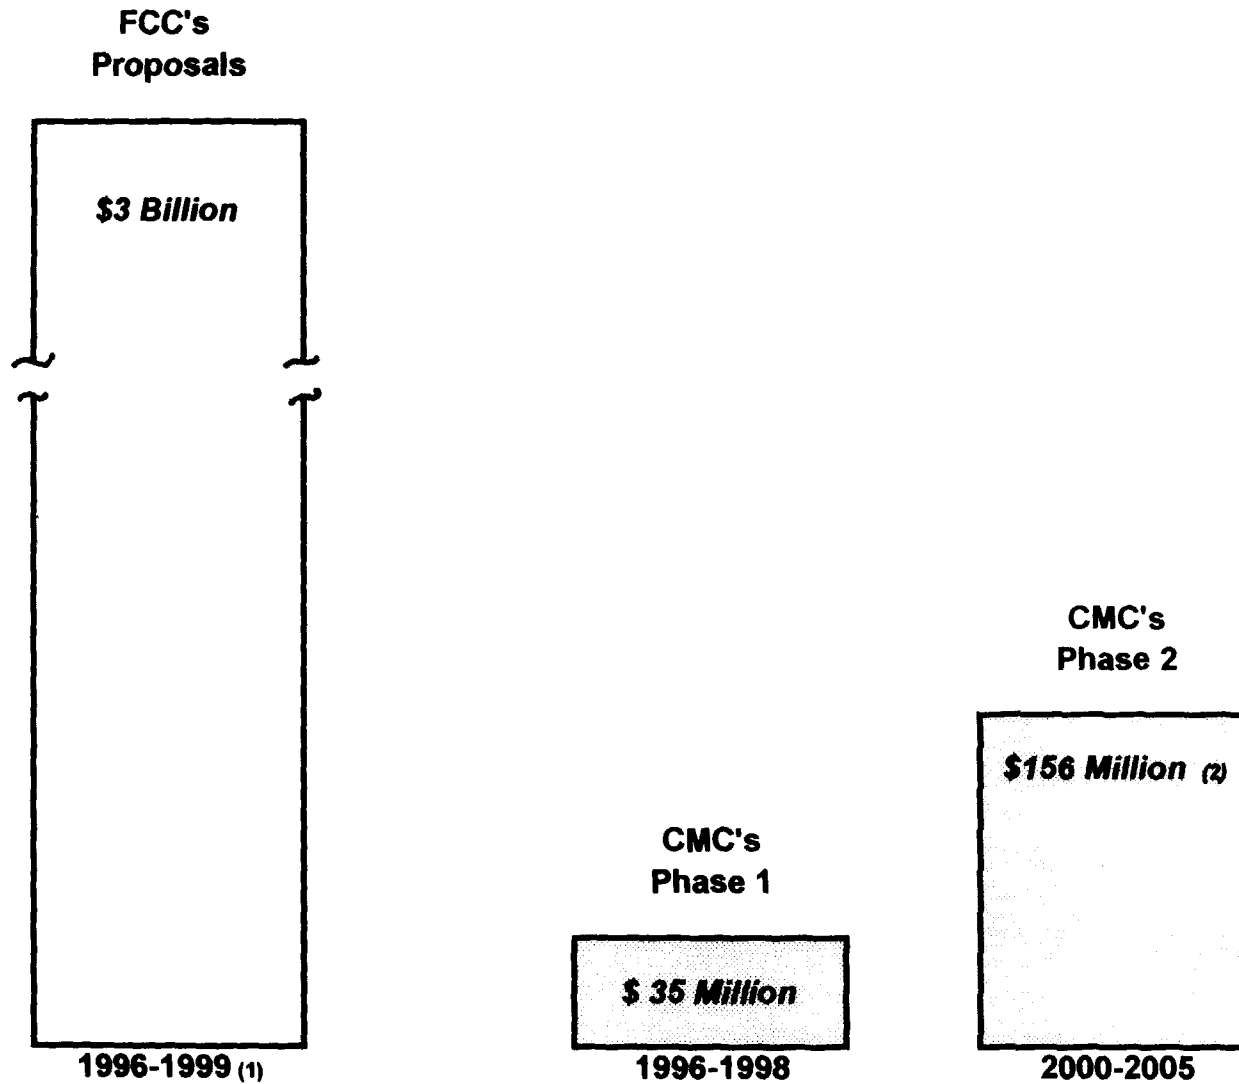 FCC's
Proposals
$3 Billion
1996-1999 (1)
CMC's
Phase 1
$ 35 Million
1996-1998
CMC's
Phase 2
$156 Million (2)
2000-2005